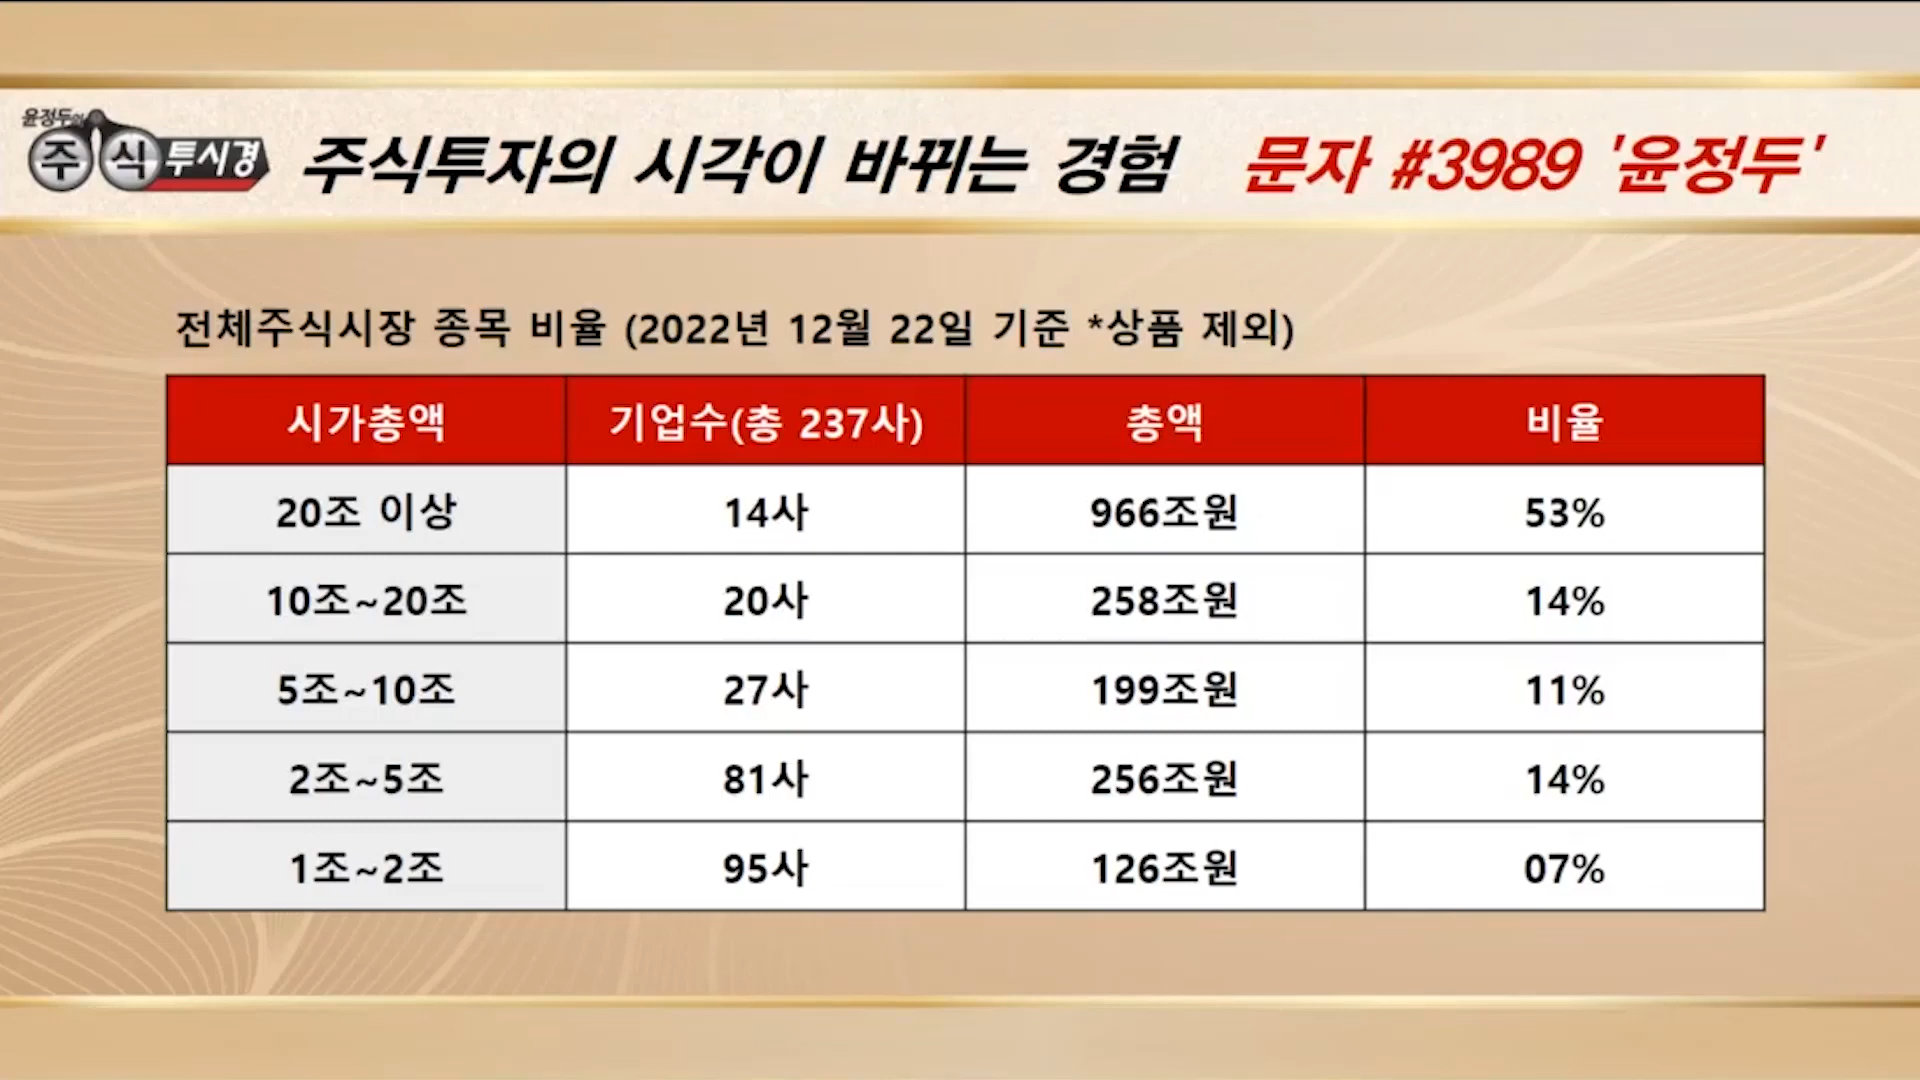 윤정두의
주식투시경
주식투자의 시각이 바뀌는 경험 문자 #3989 '윤정두'
전체주식시장 종목 비율 (2022년 12월 22일 기준 *상품 제외)
시가총액 기업수(총 237사) 총액 비율
20조 이상 14사 966조원 53%
10조~20조 20사 258조원 14%
5조~10조 27사 199조원 11%
2조~5조 81사 256조원 14%
1조~2조 95사 126조원 07%